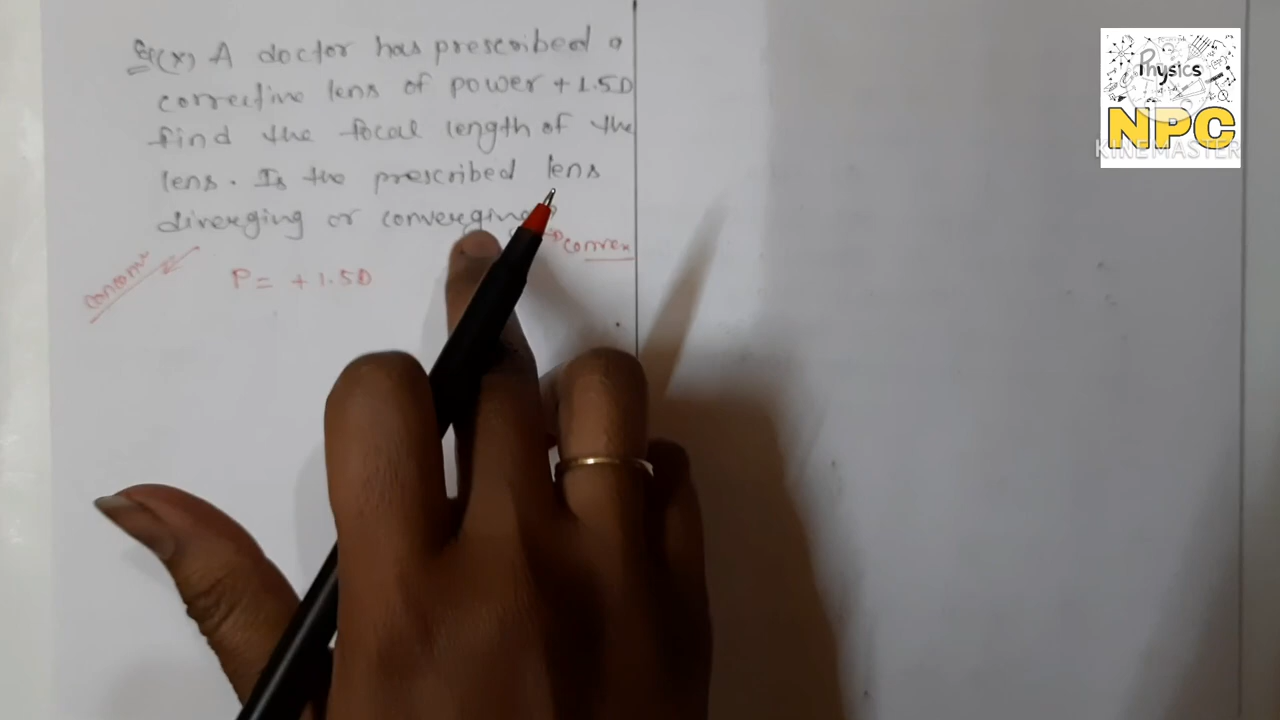 Q(x) A doctor has prescribed a
corrective lens of power + 1.5D
find the focal length of the
lens. Is the prescribed lens
diverging or converging?
convex
concave
P = + 1.5D
Physics
NPC
KINEMASTER